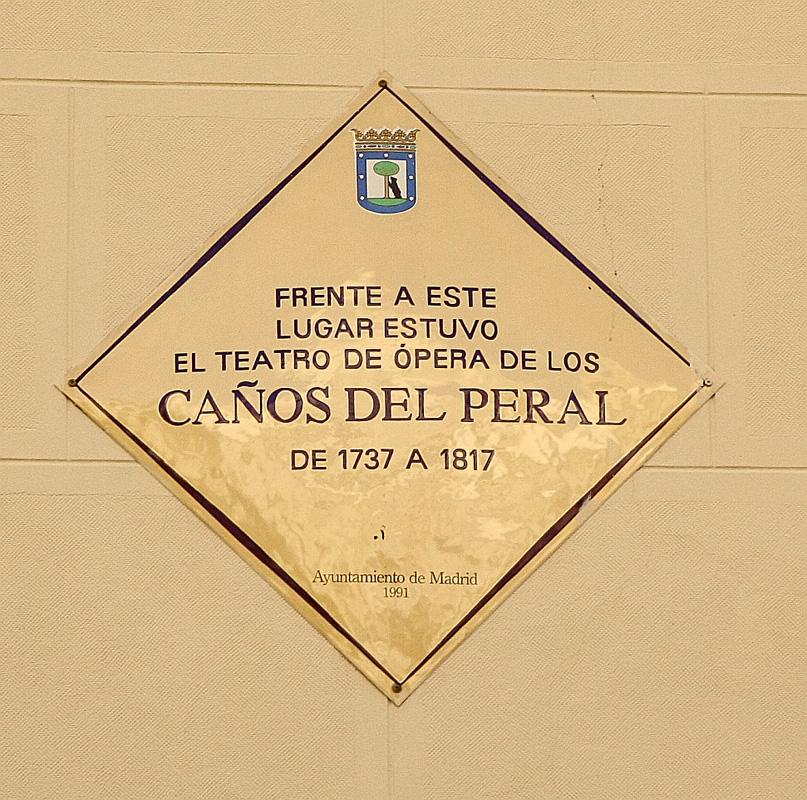 FRENTE A ESTE
LUGAR ESTUVO
EL TEATRO DE ÓPERA DE LOS
CAÑOS DEL PERAL
DE 1737 A 1817
Ayuntamiento de Madrid
1991